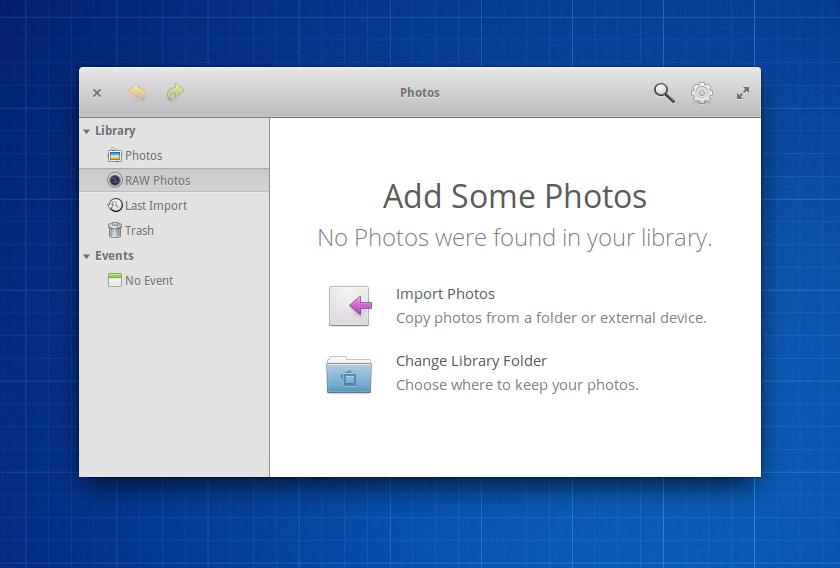 Photos
Library
Photos
RAW Photos
Last Import
Trash
Events
No Event
Add Some Photos
No Photos were found in your library.
Import Photos
Copy photos from a folder or external device.
Change Library Folder
Choose where to keep your photos.